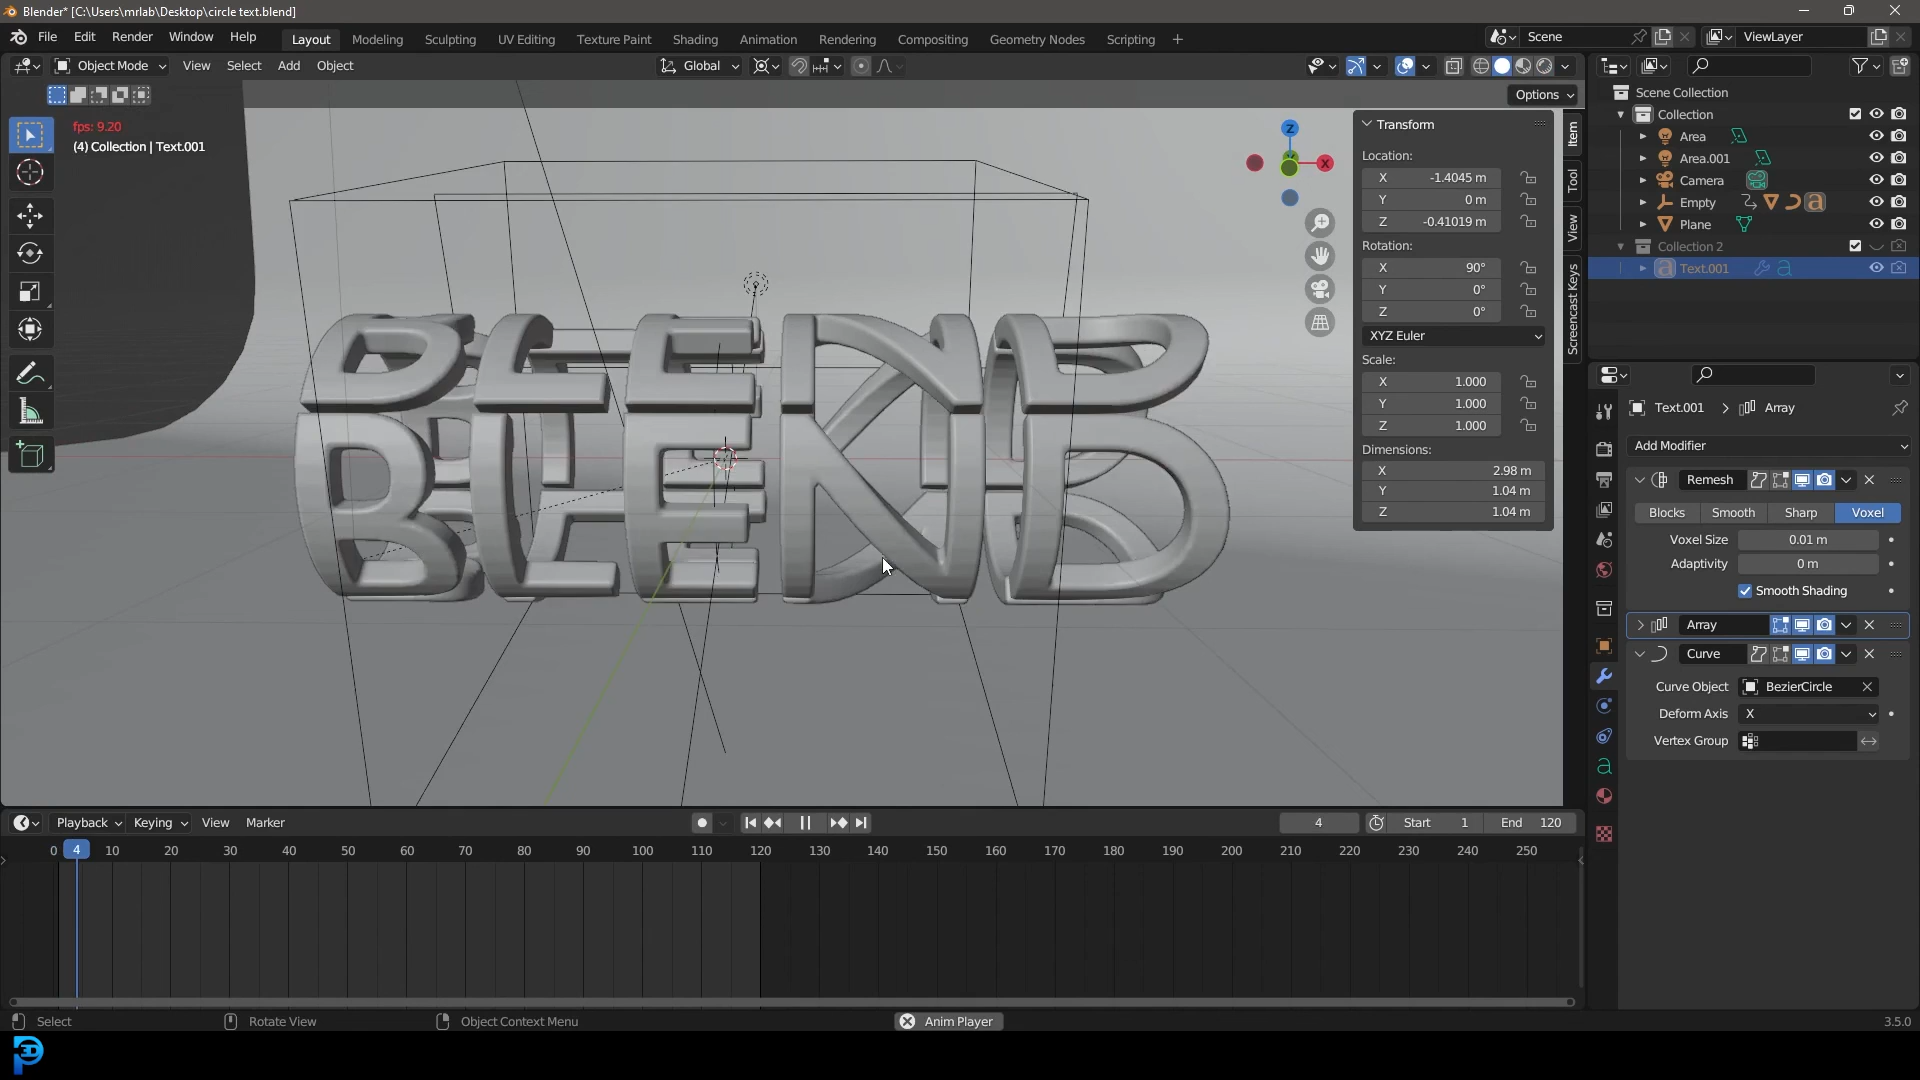 Blender* [C:\Users\mrlab\Desktop\circle text.blend]
File Edit Render Window Help Layout Modeling Sculpting UV Editing Texture Paint Shading Animation Rendering Compositing Geometry Nodes Scripting + Scene ViewLayer
Object Mode View Select Add Object Global
Options
fps: 9.20
(4) Collection | Text.001
Z
X
Transform
Location:
X -1.4045 m
Y 0 m
Z -0.41019 m
Rotation:
X 90°
Y 0°
Z 0°
XYZ Euler
Scale:
X 1.000
Y 1.000
Z 1.000
Dimensions:
X 2.98 m
Y 1.04 m
Z 1.04 m
Item
Tool
View
Screencast Keys
BLEND
Scene Collection
Collection
Area
Area.001
Camera
Empty
Plane
Collection 2
Text.001
Text.001 > Array
Add Modifier
Remesh
Blocks Smooth Sharp Voxel
Voxel Size 0.01 m
Adaptivity 0 m
Smooth Shading
Array
Curve
Curve Object BezierCircle
Deform Axis X
Vertex Group
Playback Keying View Marker 4 Start 1 End 120
0 4 10 20 30 40 50 60 70 80 90 100 110 120 130 140 150 160 170 180 190 200 210 220 230 240 250
Select Rotate View Object Context Menu Anim Player 3.5.0